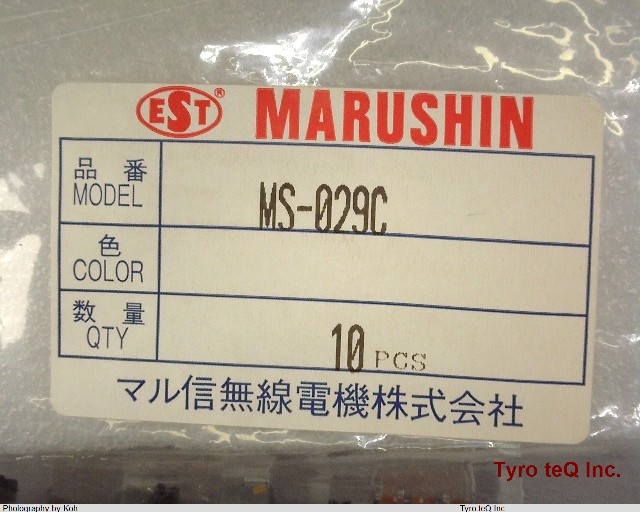 EST® MARUSHIN
品番 MS-029C
MODEL
色
COLOR
数量 10 PCS
QTY
マル信無線電機株式会社
Tyro teQ Inc.
Photography by Koh Tyro teQ Inc